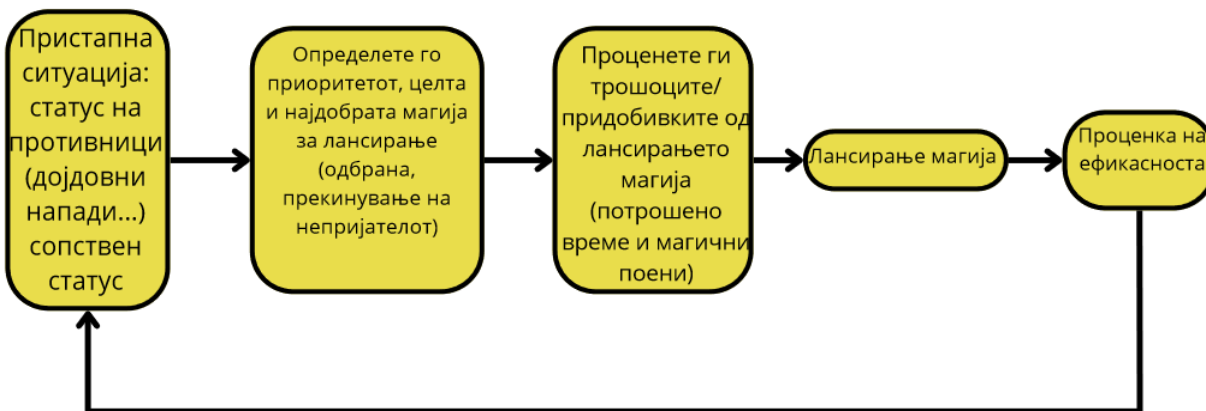 Пристапна
ситуација:
статус на
противници
(дојдовни
напади...)
сопствен
статус
Определете го
приоритетот, целта
и најдобрата магија
за лансирање
(одбрана,
прекинување на
непријателот)
Проценете ги
трошоците/
придобивките од
лансирањето
магија
(потрошено
време и магични
поени)
Лансирање магија
Проценка на
ефикасноста